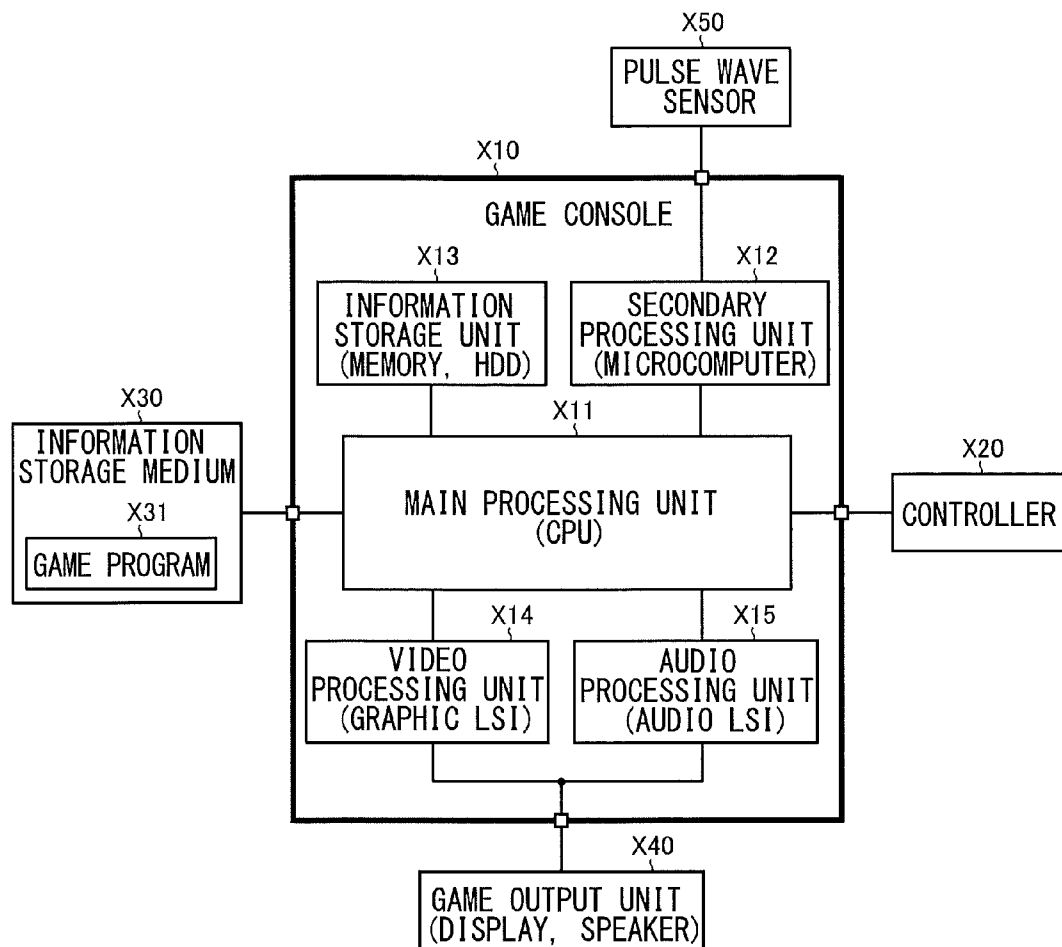 X50
PULSE WAVE
SENSOR
X10
GAME CONSOLE
X13
INFORMATION
STORAGE UNIT
(MEMORY, HDD)
X12
SECONDARY
PROCESSING UNIT
(MICROCOMPUTER)
X30
INFORMATION
STORAGE MEDIUM
X31
GAME PROGRAM
X11
MAIN PROCESSING UNIT
(CPU)
X20
CONTROLLER
X14
VIDEO
PROCESSING UNIT
(GRAPHIC LSI)
X15
AUDIO
PROCESSING UNIT
(AUDIO LSI)
X40
GAME OUTPUT UNIT
(DISPLAY, SPEAKER)